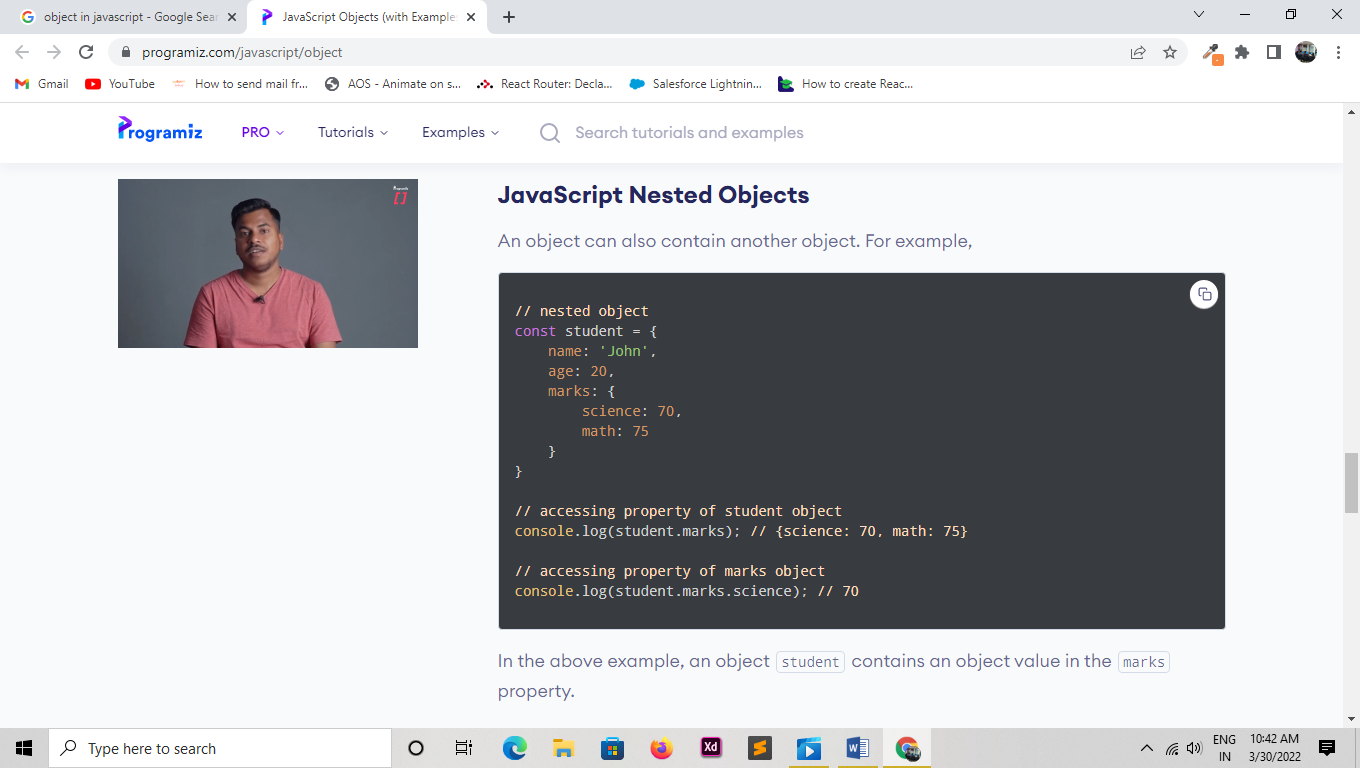 object in javascript - Google Sear
JavaScript Objects (with Example
programiz.com/javascript/object
Gmail
YouTube
How to send mail fr...
AOS - Animate on s...
React Router: Decla...
Salesforce Lightnin...
How to create Reac...
Programiz
PRO
Tutorials
Examples
Search tutorials and examples
JavaScript Nested Objects
An object can also contain another object. For example,
// nested object
const student = {
    name: 'John',
    age: 20,
    marks: {
        science: 70,
        math: 75
    }
}
// accessing property of student object
console.log(student.marks); // {science: 70, math: 75}
// accessing property of marks object
console.log(student.marks.science); // 70
In the above example, an object student contains an object value in the marks
property.
Type here to search
Xd
ENG
IN
10:42 AM
3/30/2022